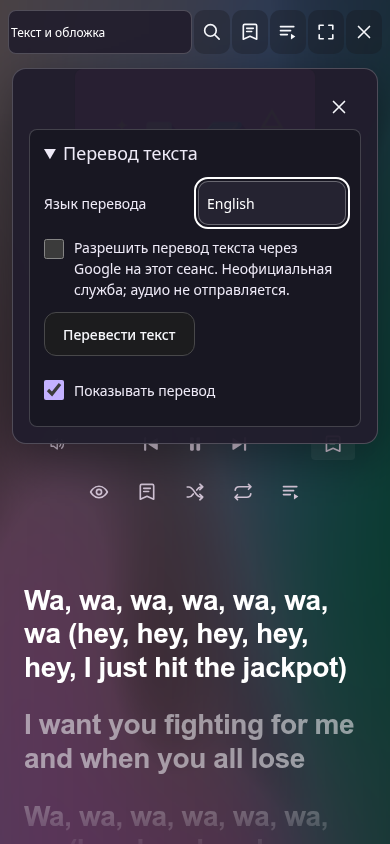 Текст и обложка
Перевод текста
Язык перевода
English
Разрешить перевод текста через
Google на этот сеанс. Неофициальная
служба; аудио не отправляется.
Перевести текст
Показывать перевод
Wa, wa, wa, wa, wa, wa,
wa (hey, hey, hey, hey,
hey, I just hit the jackpot)
I want you fighting for me
and when you all lose
Wa, wa, wa, wa, wa, wa,